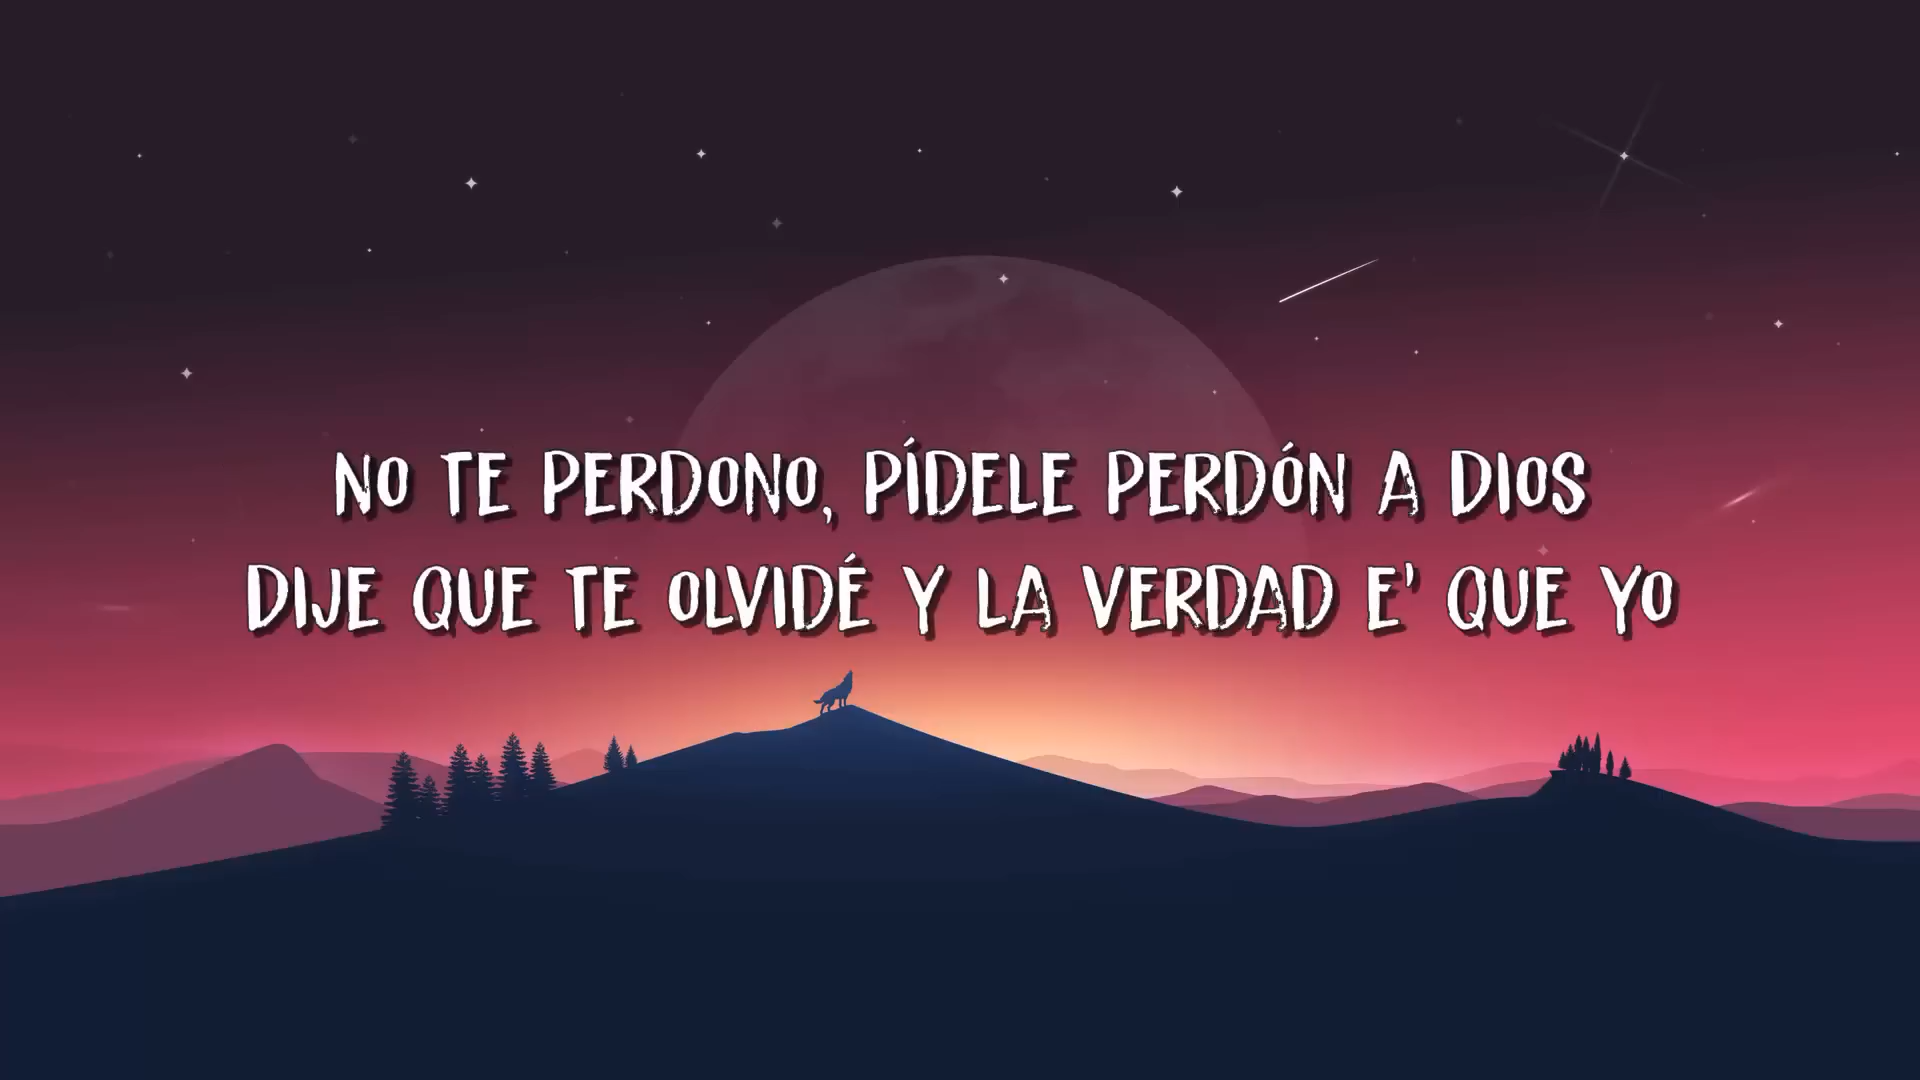 NO TE PERDONO, PÍDELE PERDÓN A DIOS
DIJE QUE TE OLVIDÉ Y LA VERDAD E' QUE YO